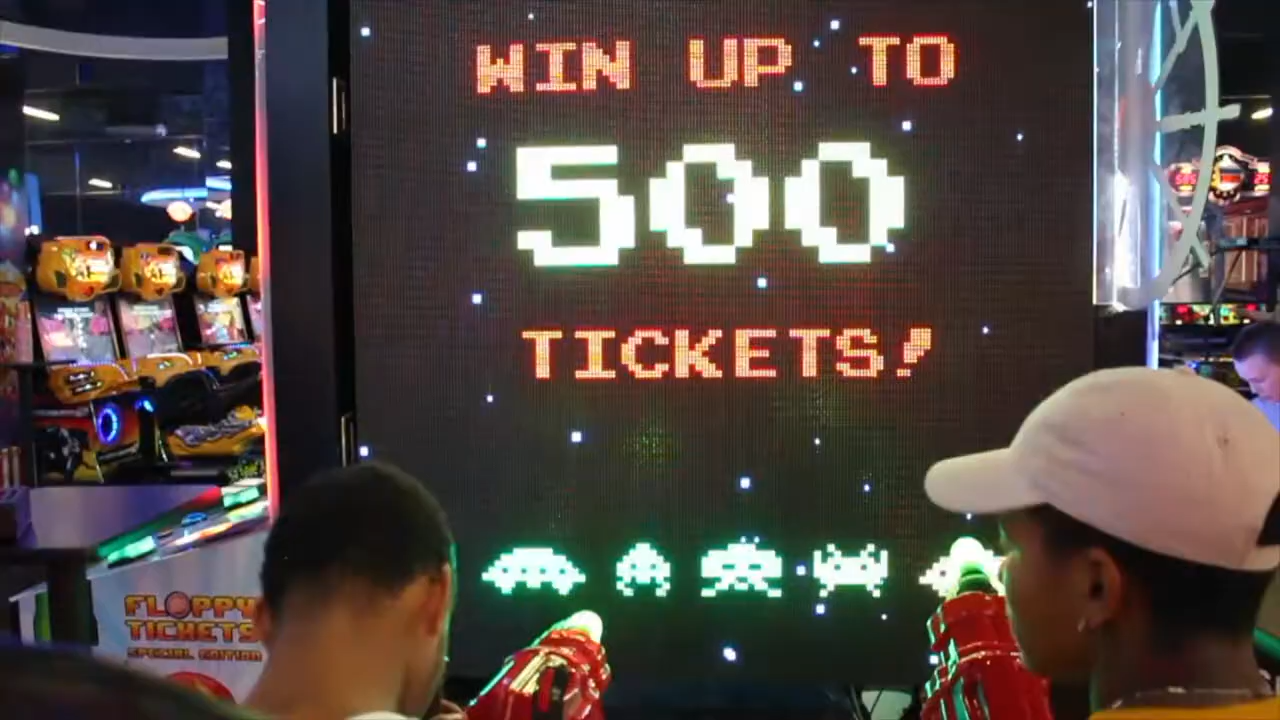 WIN UP TO
500
TICKETS!
FLOPPY
TICKETS
SPECIAL EDITION